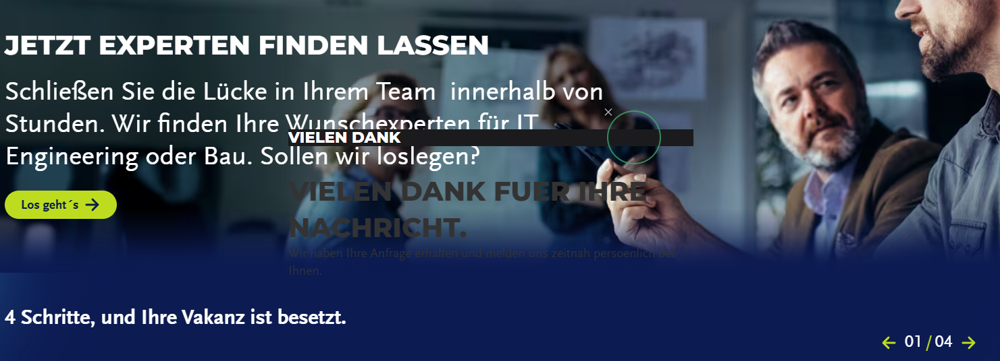 JETZT EXPERTEN FINDEN LASSEN
Schließen Sie die Lücke in Ihrem Team innerhalb von
Stunden. Wir finden Ihre Wunschexperten für IT
Engineering oder Bau. Sollen wir loslegen?
Los geht´s
VIELEN DANK
VIELEN DANK FUER IHRE
NACHRICHT.
Wir haben Ihre Anfrage erhalten und melden uns zeitnah persoenlich bei
Ihnen.
4 Schritte, und Ihre Vakanz ist besetzt.
01 / 04